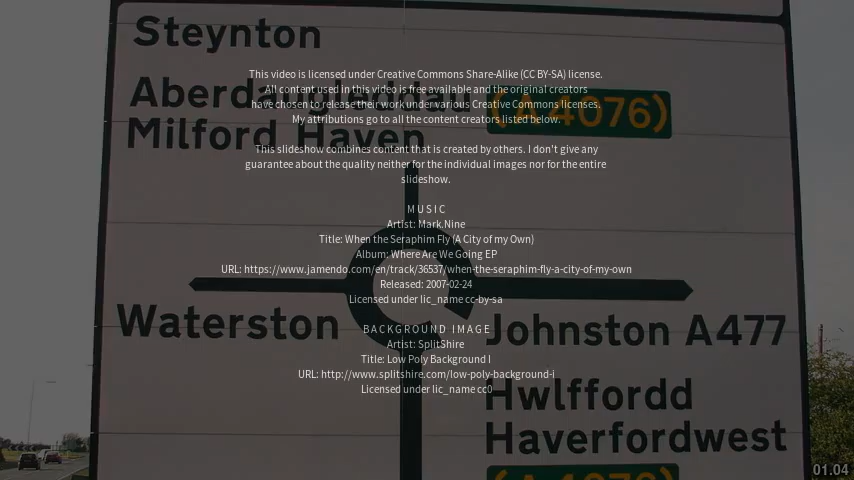 Steynton
Aberdaugleddau (A4076)
Milford Haven
Waterston
Johnston A477
Hwlffordd
Haverfordwest
(A 4076)
This video is licensed under Creative Commons Share-Alike (CC BY-SA) license.
All content used in this video is free available and the original creators
have chosen to release their work under various Creative Commons licenses.
My attributions go to all the content creators listed below.
This slideshow combines content that is created by others. I don't give any
guarantee about the quality neither for the individual images nor for the entire
slideshow.
MUSIC
Artist: Mark.Nine
Title: When the Seraphim Fly (A City of my Own)
Album: Where Are We Going EP
URL: https://www.jamendo.com/en/track/36537/when-the-seraphim-fly-a-city-of-my-own
Released: 2007-02-24
Licensed under lic_name cc-by-sa
BACKGROUND IMAGE
Artist: SplitShire
Title: Low Poly Background I
URL: http://www.splitshire.com/low-poly-background-i
Licensed under lic_name cc0
01.04